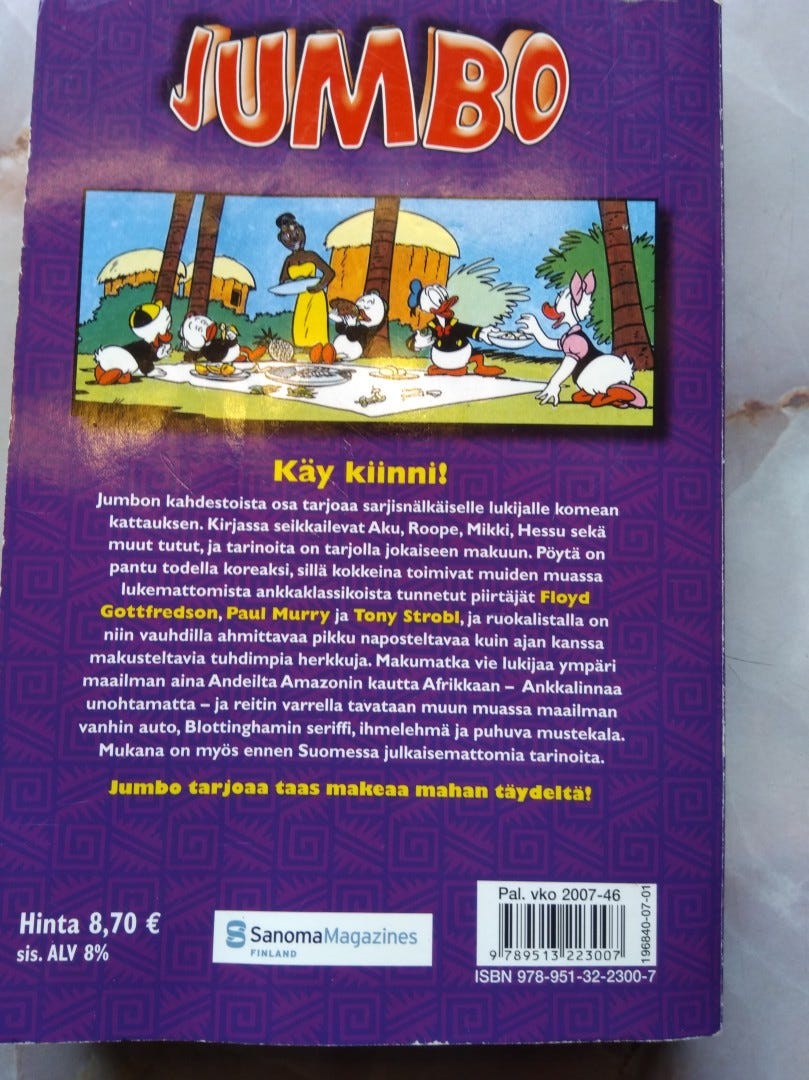 JUMBO
Käy kiinni!
Jumbon kahdestoista osa tarjoaa sarjisnälkäiselle lukijalle komean
kattauksen. Kirjassa seikkailevat Aku, Roope, Mikki, Hessu sekä
muut tutut, ja tarinoita on tarjolla jokaiseen makuun. Pöytä on
pantu todella koreaksi, sillä kokkeina toimivat muiden muassa
lukemattomista ankkaklassikoista tunnetut piirtäjät Floyd
Gottfredson, Paul Murry ja Tony Strobl, ja ruokalistalla on
niin vauhdilla ahmittavaa pikku naposteltavaa kuin ajan kanssa
makusteltavia tuhdimpia herkkuja. Makumatka vie lukijaa ympäri
maailman aina Andeilta Amazonin kautta Afrikkaan – Ankkalinnaa
unohtamatta – ja reitin varrella tavataan muun muassa maailman
vanhin auto, Blottinghamin seriffi, ihmelehmä ja puhuva mustekala.
Mukana on myös ennen Suomessa julkaisemattomia tarinoita.
Jumbo tarjoaa taas makeaa mahan täydeltä!
Hinta 8,70 €
sis. ALV 8%
SanomaMagazines
FINLAND
Pal. vko 2007-46
9 789513 223007
196840-07-01
ISBN 978-951-32-2300-7